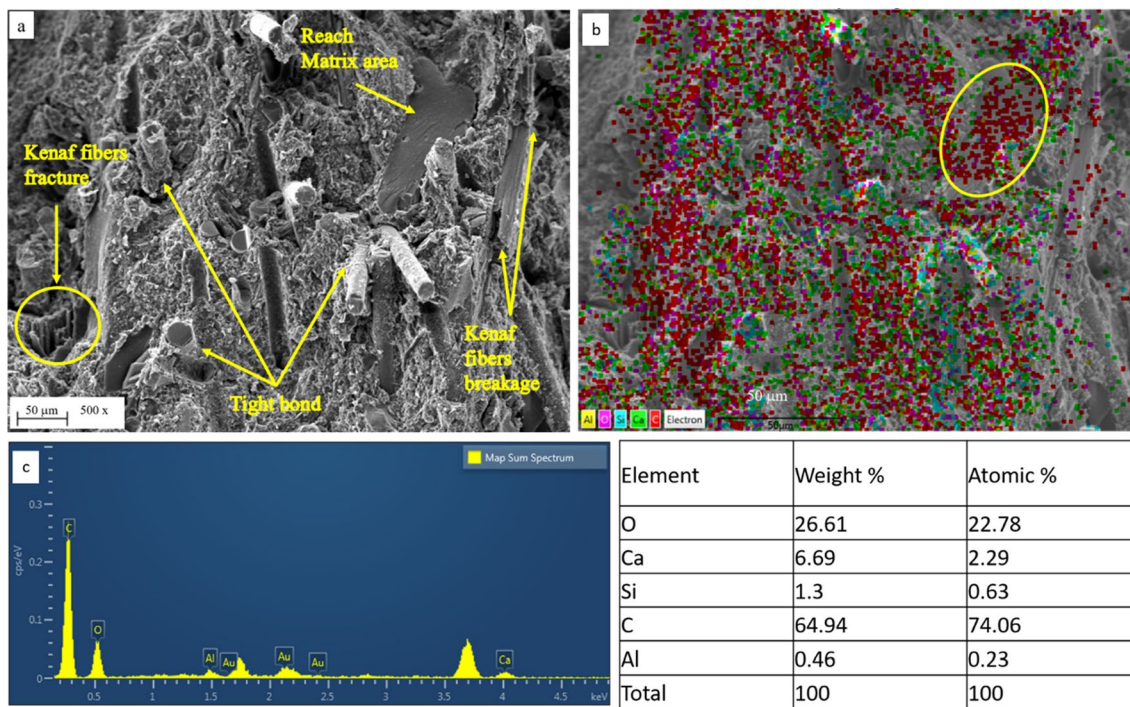 a
Reach
Matrix area
Kenaf fibers
fracture
Kenaf
fibers
breakage
Tight bond
50 µm 500 x
b
50 µm
50µm
Al O Si Ca C Electron
c
Map Sum Spectrum
0.3
0.2
0.1
0
cps/eV
C
O
Al
Au
Au
Au
Ca
0.5 1 1.5 2 2.5 3 3.5 4 4.5 keV
Element Weight % Atomic %
O 26.61 22.78
Ca 6.69 2.29
Si 1.3 0.63
C 64.94 74.06
Al 0.46 0.23
Total 100 100